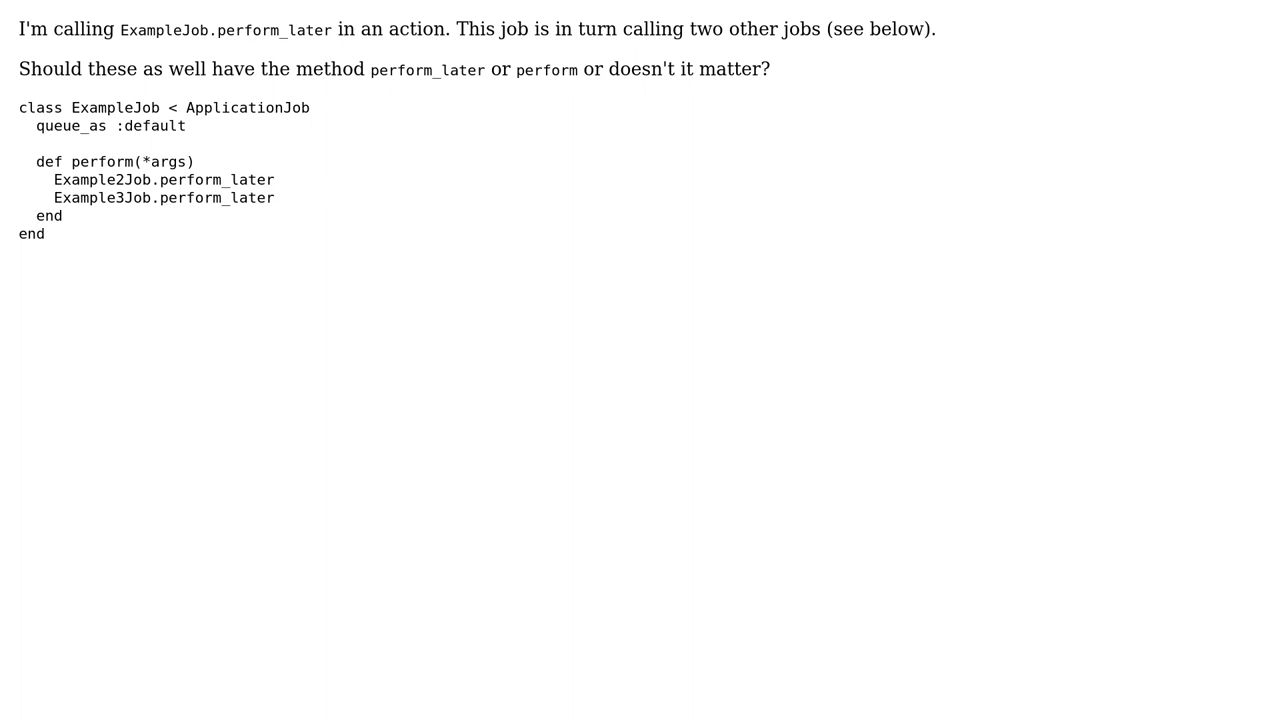 I'm calling ExampleJob.perform_later in an action. This job is in turn calling two other jobs (see below).
Should these as well have the method perform_later or perform or doesn't it matter?
class ExampleJob < ApplicationJob
  queue_as :default

  def perform(*args)
    Example2Job.perform_later
    Example3Job.perform_later
  end
end